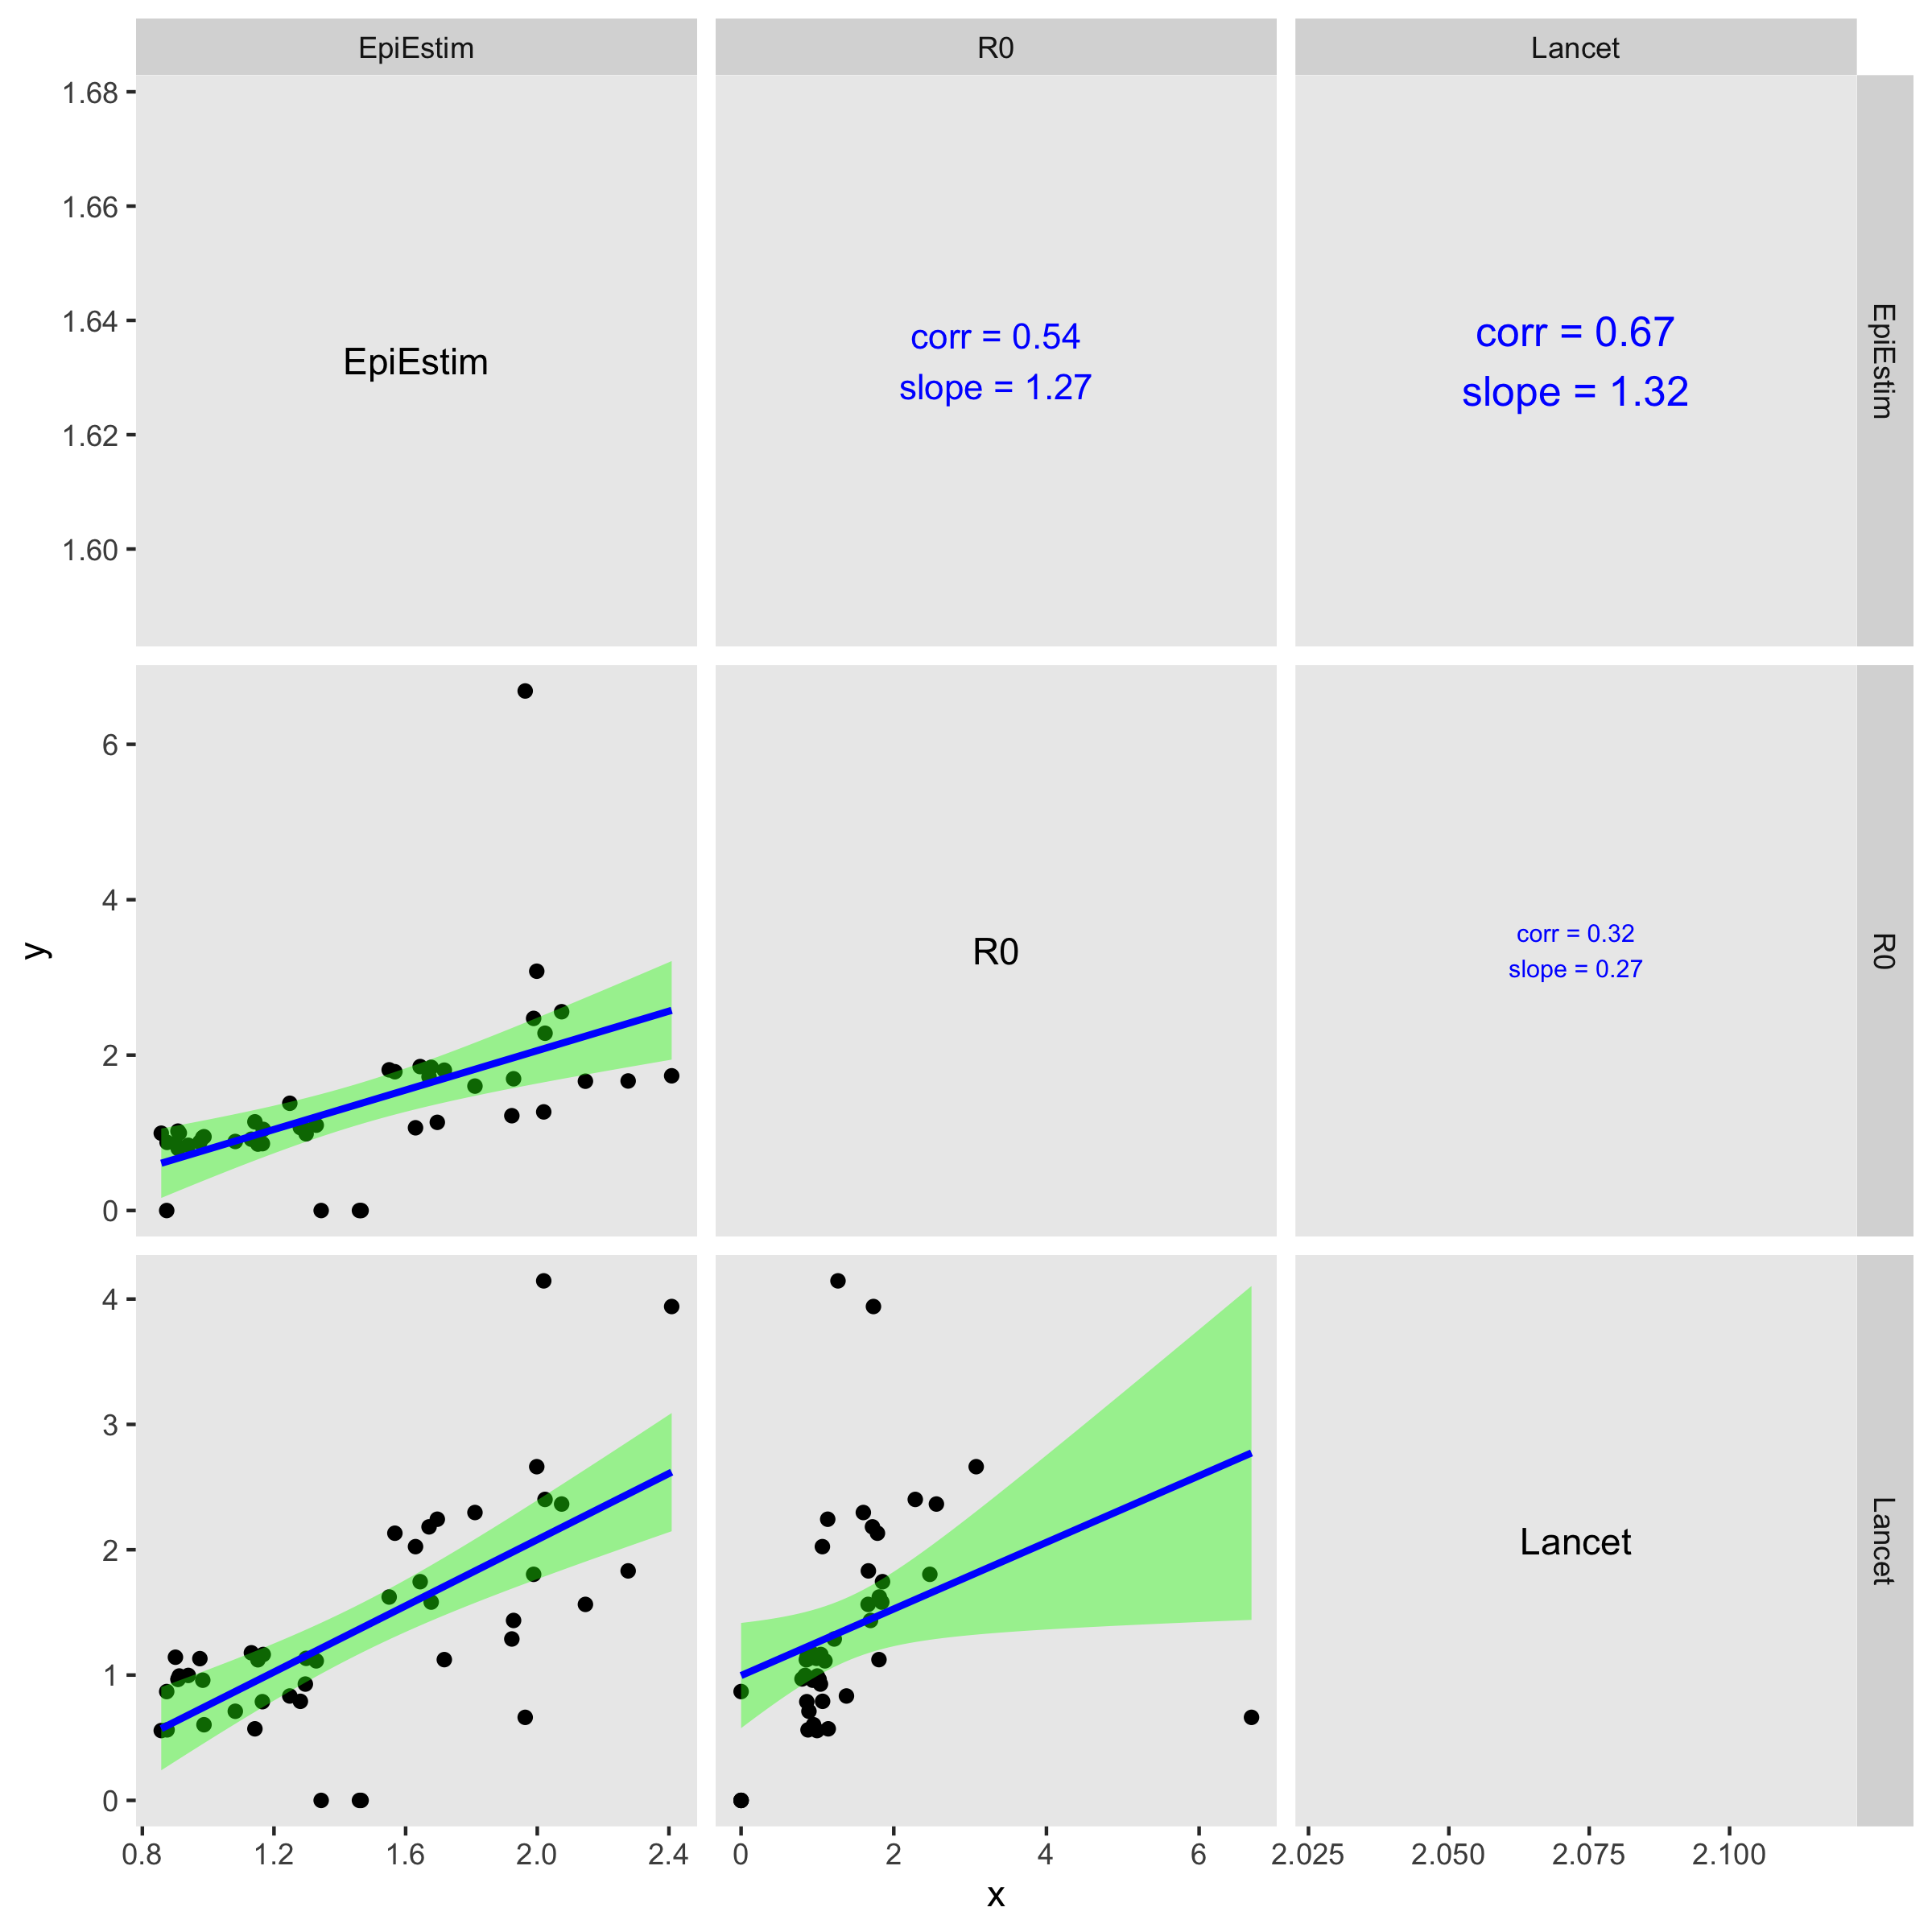 EpiEstim R0 Lancet
1.68
1.66
1.64
1.62
1.60
EpiEstim
corr = 0.54
slope = 1.27
corr = 0.67
slope = 1.32
EpiEstim
6
4
2
0
y
R0
corr = 0.32
slope = 0.27
R0
4
3
2
1
0
Lancet
Lancet
0.8 1.2 1.6 2.0 2.4 0 2 4 6 2.025 2.050 2.075 2.100
x